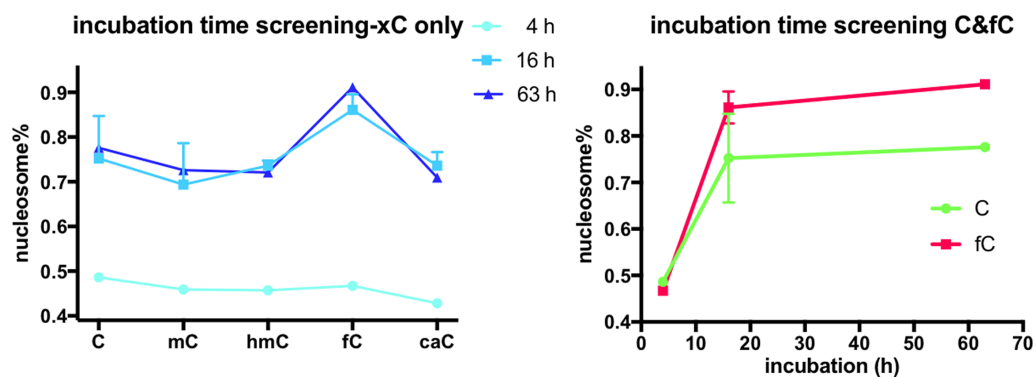 incubation time screening-xC only
4 h
16 h
63 h
nucleosome%
0.9
0.8
0.7
0.6
0.5
0.4
C
mC
hmC
fC
caC
incubation time screening C&fC
nucleosome%
0.9
0.8
0.7
0.6
0.5
0.4
C
fC
0
10
20
30
40
50
60
70
incubation (h)